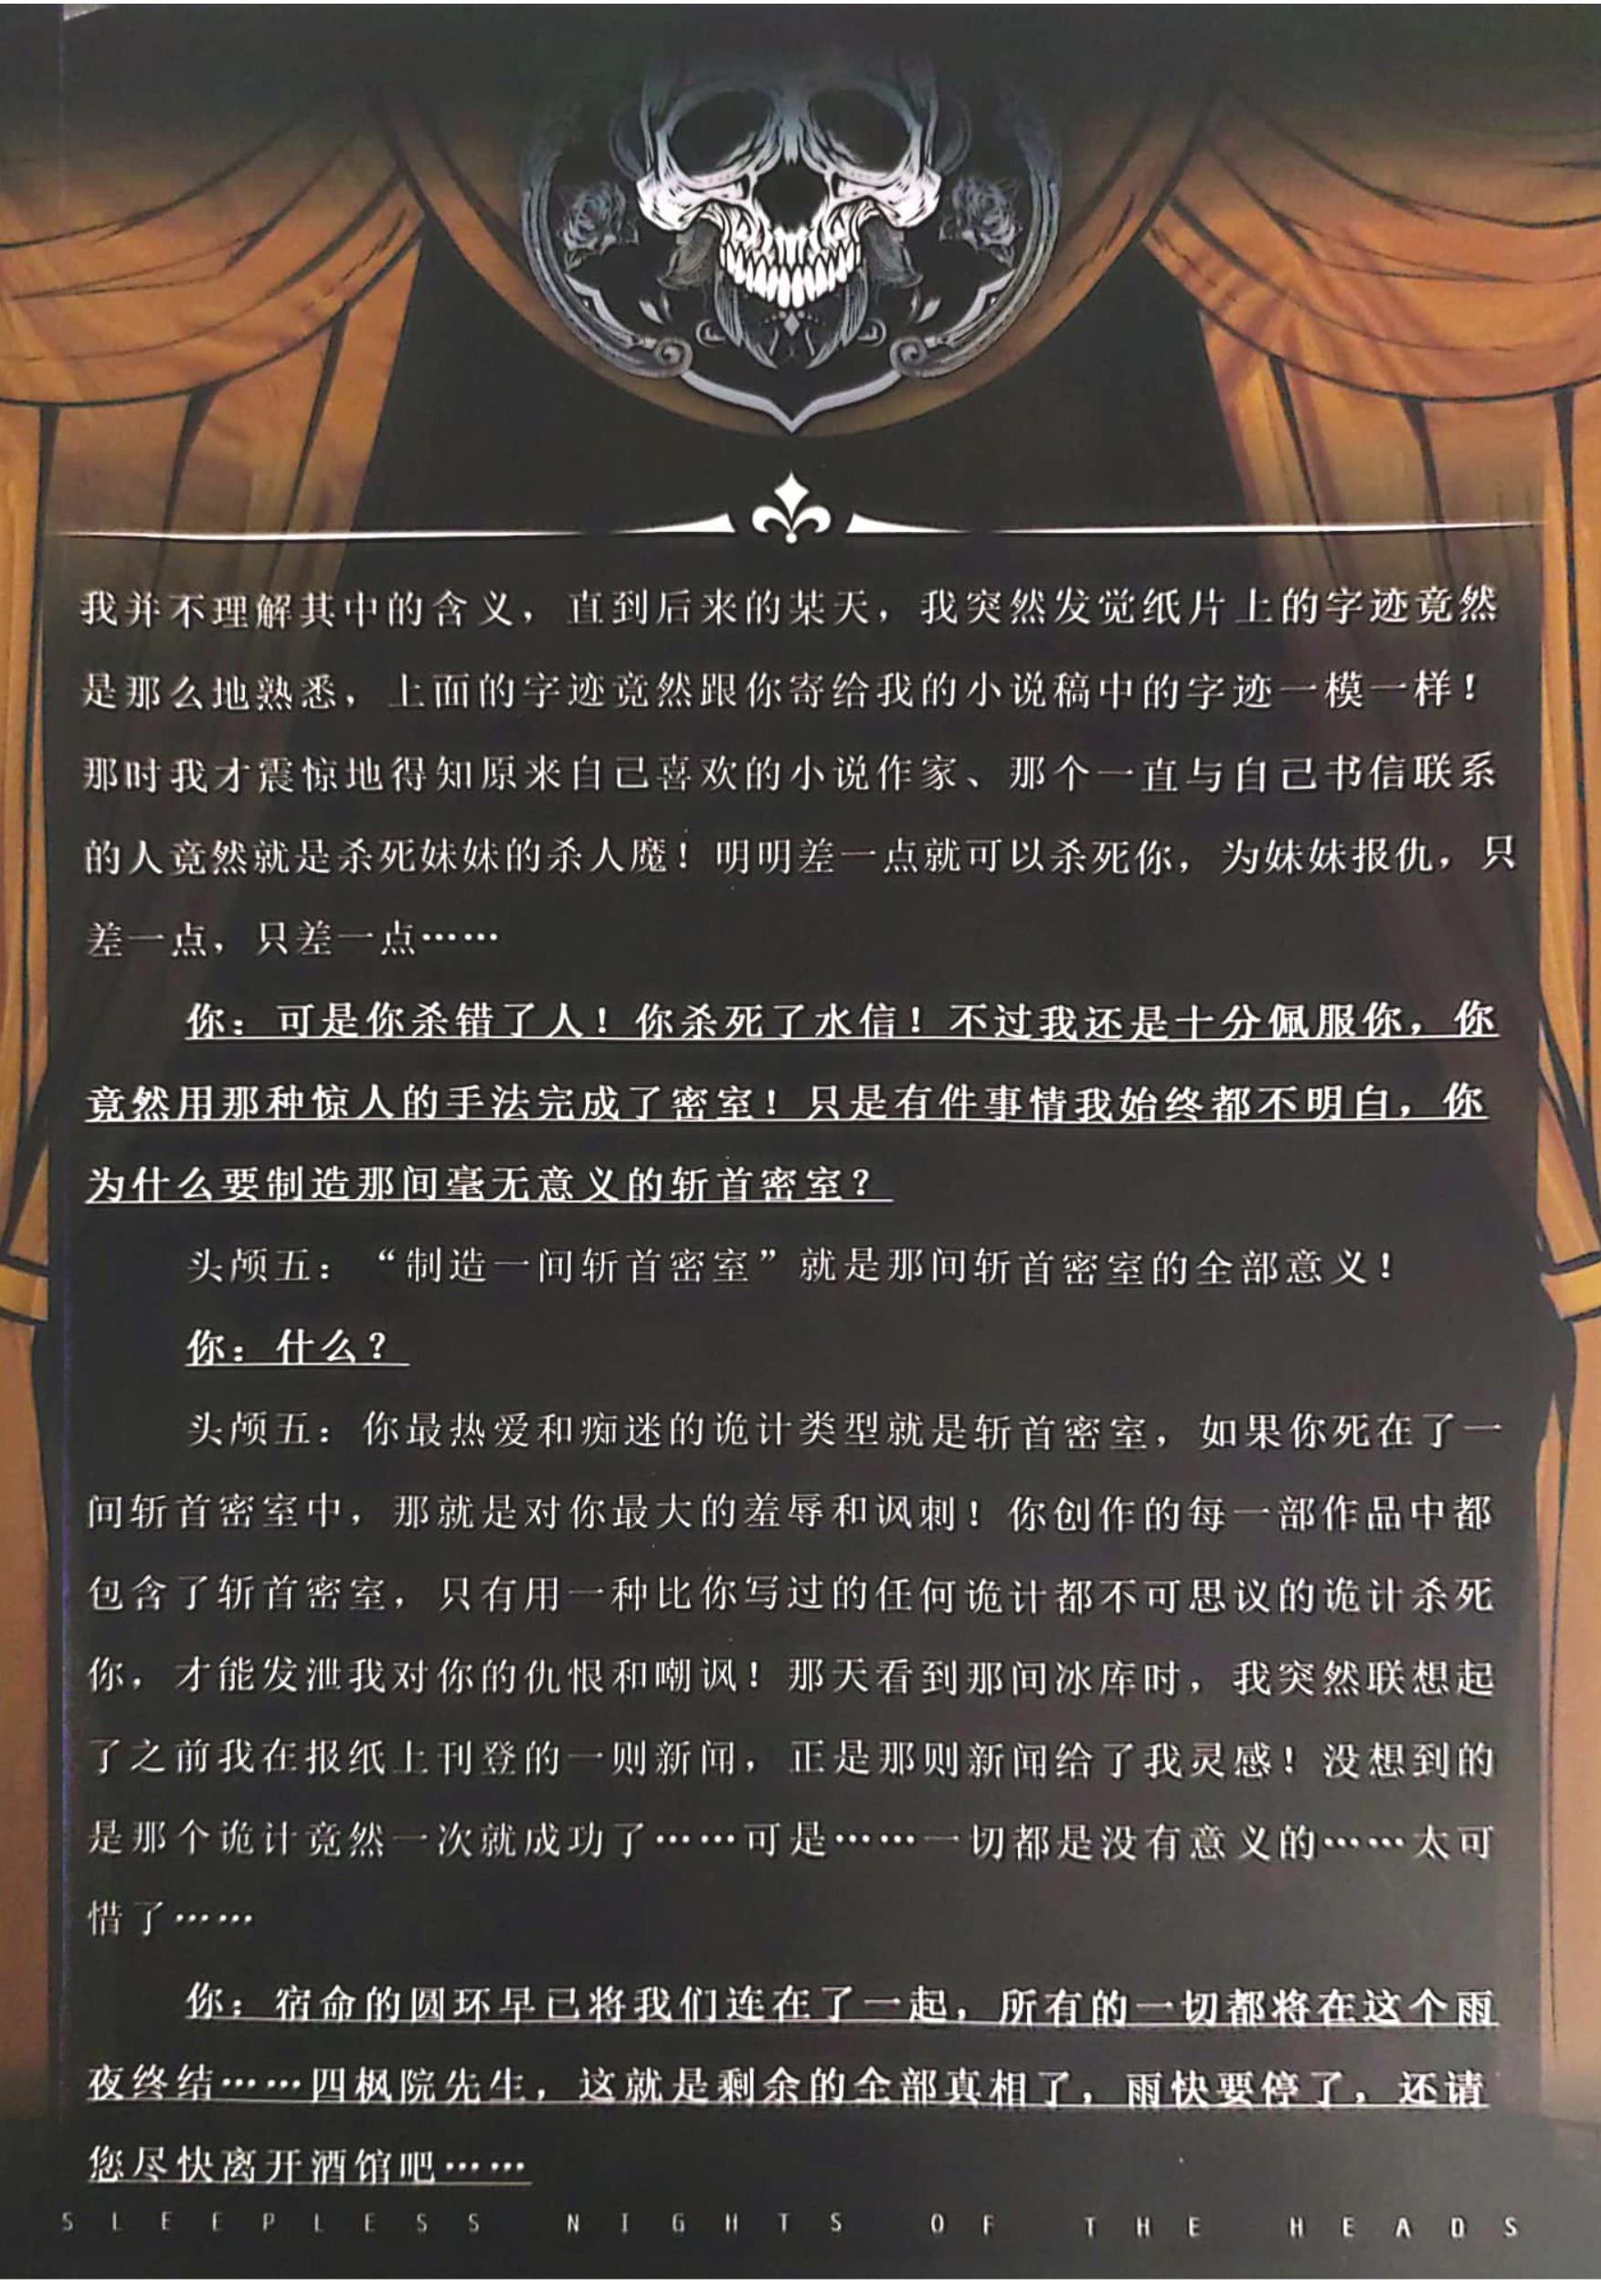 我并不理解其中的含义，直到后来的某天，我突然发觉纸片上的字迹竟然
是那么地熟悉，上面的字迹竟然跟你寄给我的小说稿中的字迹一模一样！
那时我才震惊地得知原来自己喜欢的小说作家、那个一直与自己书信联系
的人竟然就是杀死妹妹的杀人魔！明明差一点就可以杀死你，为妹妹报仇，只
差一点，只差一点……
你：可是你杀错了人！你杀死了水信！不过我还是十分佩服你，你
竟然用那种惊人的手法完成了密室！只是有件事情我始终都不明白，你
为什么要制造那间毫无意义的斩首密室？
头颅五：“制造一间斩首密室”就是那间斩首密室的全部意义！
你：什么？
头颅五：你最热爱和痴迷的诡计类型就是斩首密室，如果你死在了一
间斩首密室中，那就是对你最大的羞辱和讽刺！你创作的每一部作品中都
包含了斩首密室，只有用一种比你写过的任何诡计都不可思议的诡计杀死
你，才能发泄我对你的仇恨和嘲讽！那天看到那间冰库时，我突然联想起
了之前我在报纸上刊登的一则新闻，正是那则新闻给了我灵感！没想到的
是那个诡计竟然一次就成功了……可是……一切都是没有意义的……太可
惜了……
你：宿命的圆环早已将我们连在了一起，所有的一切都将在这个雨
夜终结……四枫院先生，这就是剩余的全部真相了，雨快要停了，还请
您尽快离开酒馆吧……
SLEEPLESS NIGHTS OF THE HEADS